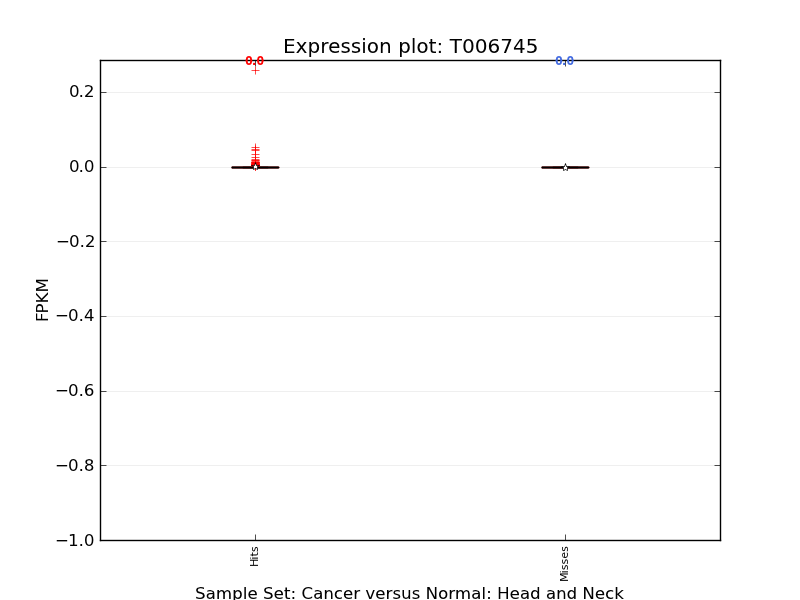 Expression plot: T006745
0.0
0.0
0.2
0.0
−0.2
−0.4
−0.6
−0.8
−1.0
FPKM
Hits
Misses
Sample Set: Cancer versus Normal: Head and Neck